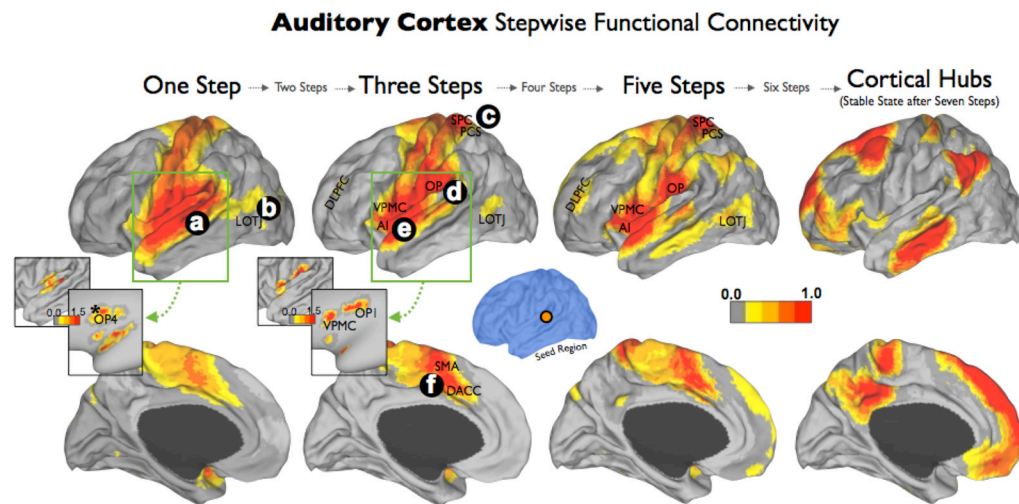 Auditory Cortex Stepwise Functional Connectivity
One Step Two Steps Three Steps Four Steps Five Steps Six Steps Cortical Hubs
(Stable State after Seven Steps)
SPC c SPC
PCS PCS
DLPFC OP d DLPFC OP
a b VPMC VPMC
LOTJ AI e LOTJ AI LOTJ
0.0 1.5 * 0.0 1.5 OP1 0.0 1.0
OP4 VPMC
Seed Region
SMA
f DACC